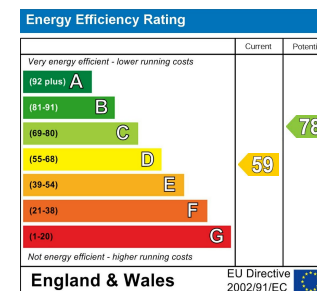 Energy Efficiency Rating
Current Potenti
Very energy efficient - lower running costs
(92 plus) A
(81-91) B
(69-80) C
78
(55-68) D
59
(39-54) E
(21-38) F
(1-20) G
Not energy efficient - higher running costs
England & Wales
EU Directive
2002/91/EC